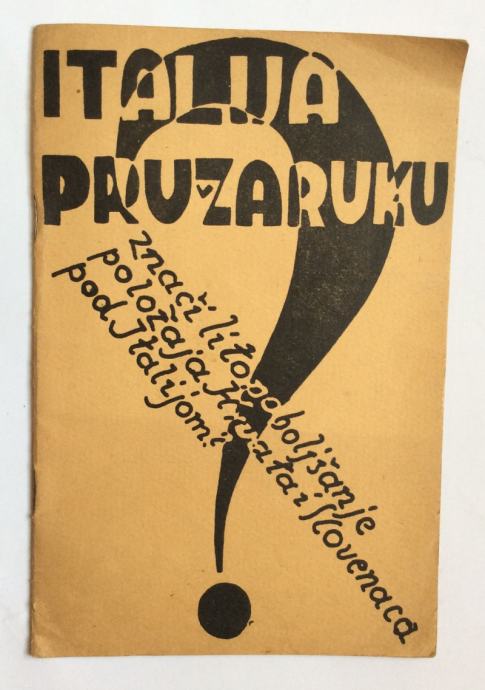 ITALIJA
PRUŽA RUKU
?
znači li to poboljšanje
položaja Hrvata i Slovenaca
pod Italijom?